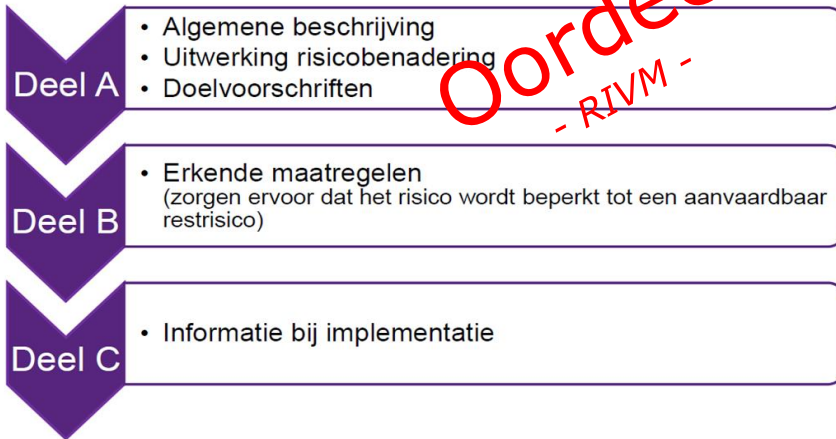 Deel A
• Algemene beschrijving
• Uitwerking risicobenadering
• Doelvoorschriften
- RIVM -
Deel B
• Erkende maatregelen
(zorgen ervoor dat het risico wordt beperkt tot een aanvaardbaar
restrisico)
Deel C
• Informatie bij implementatie